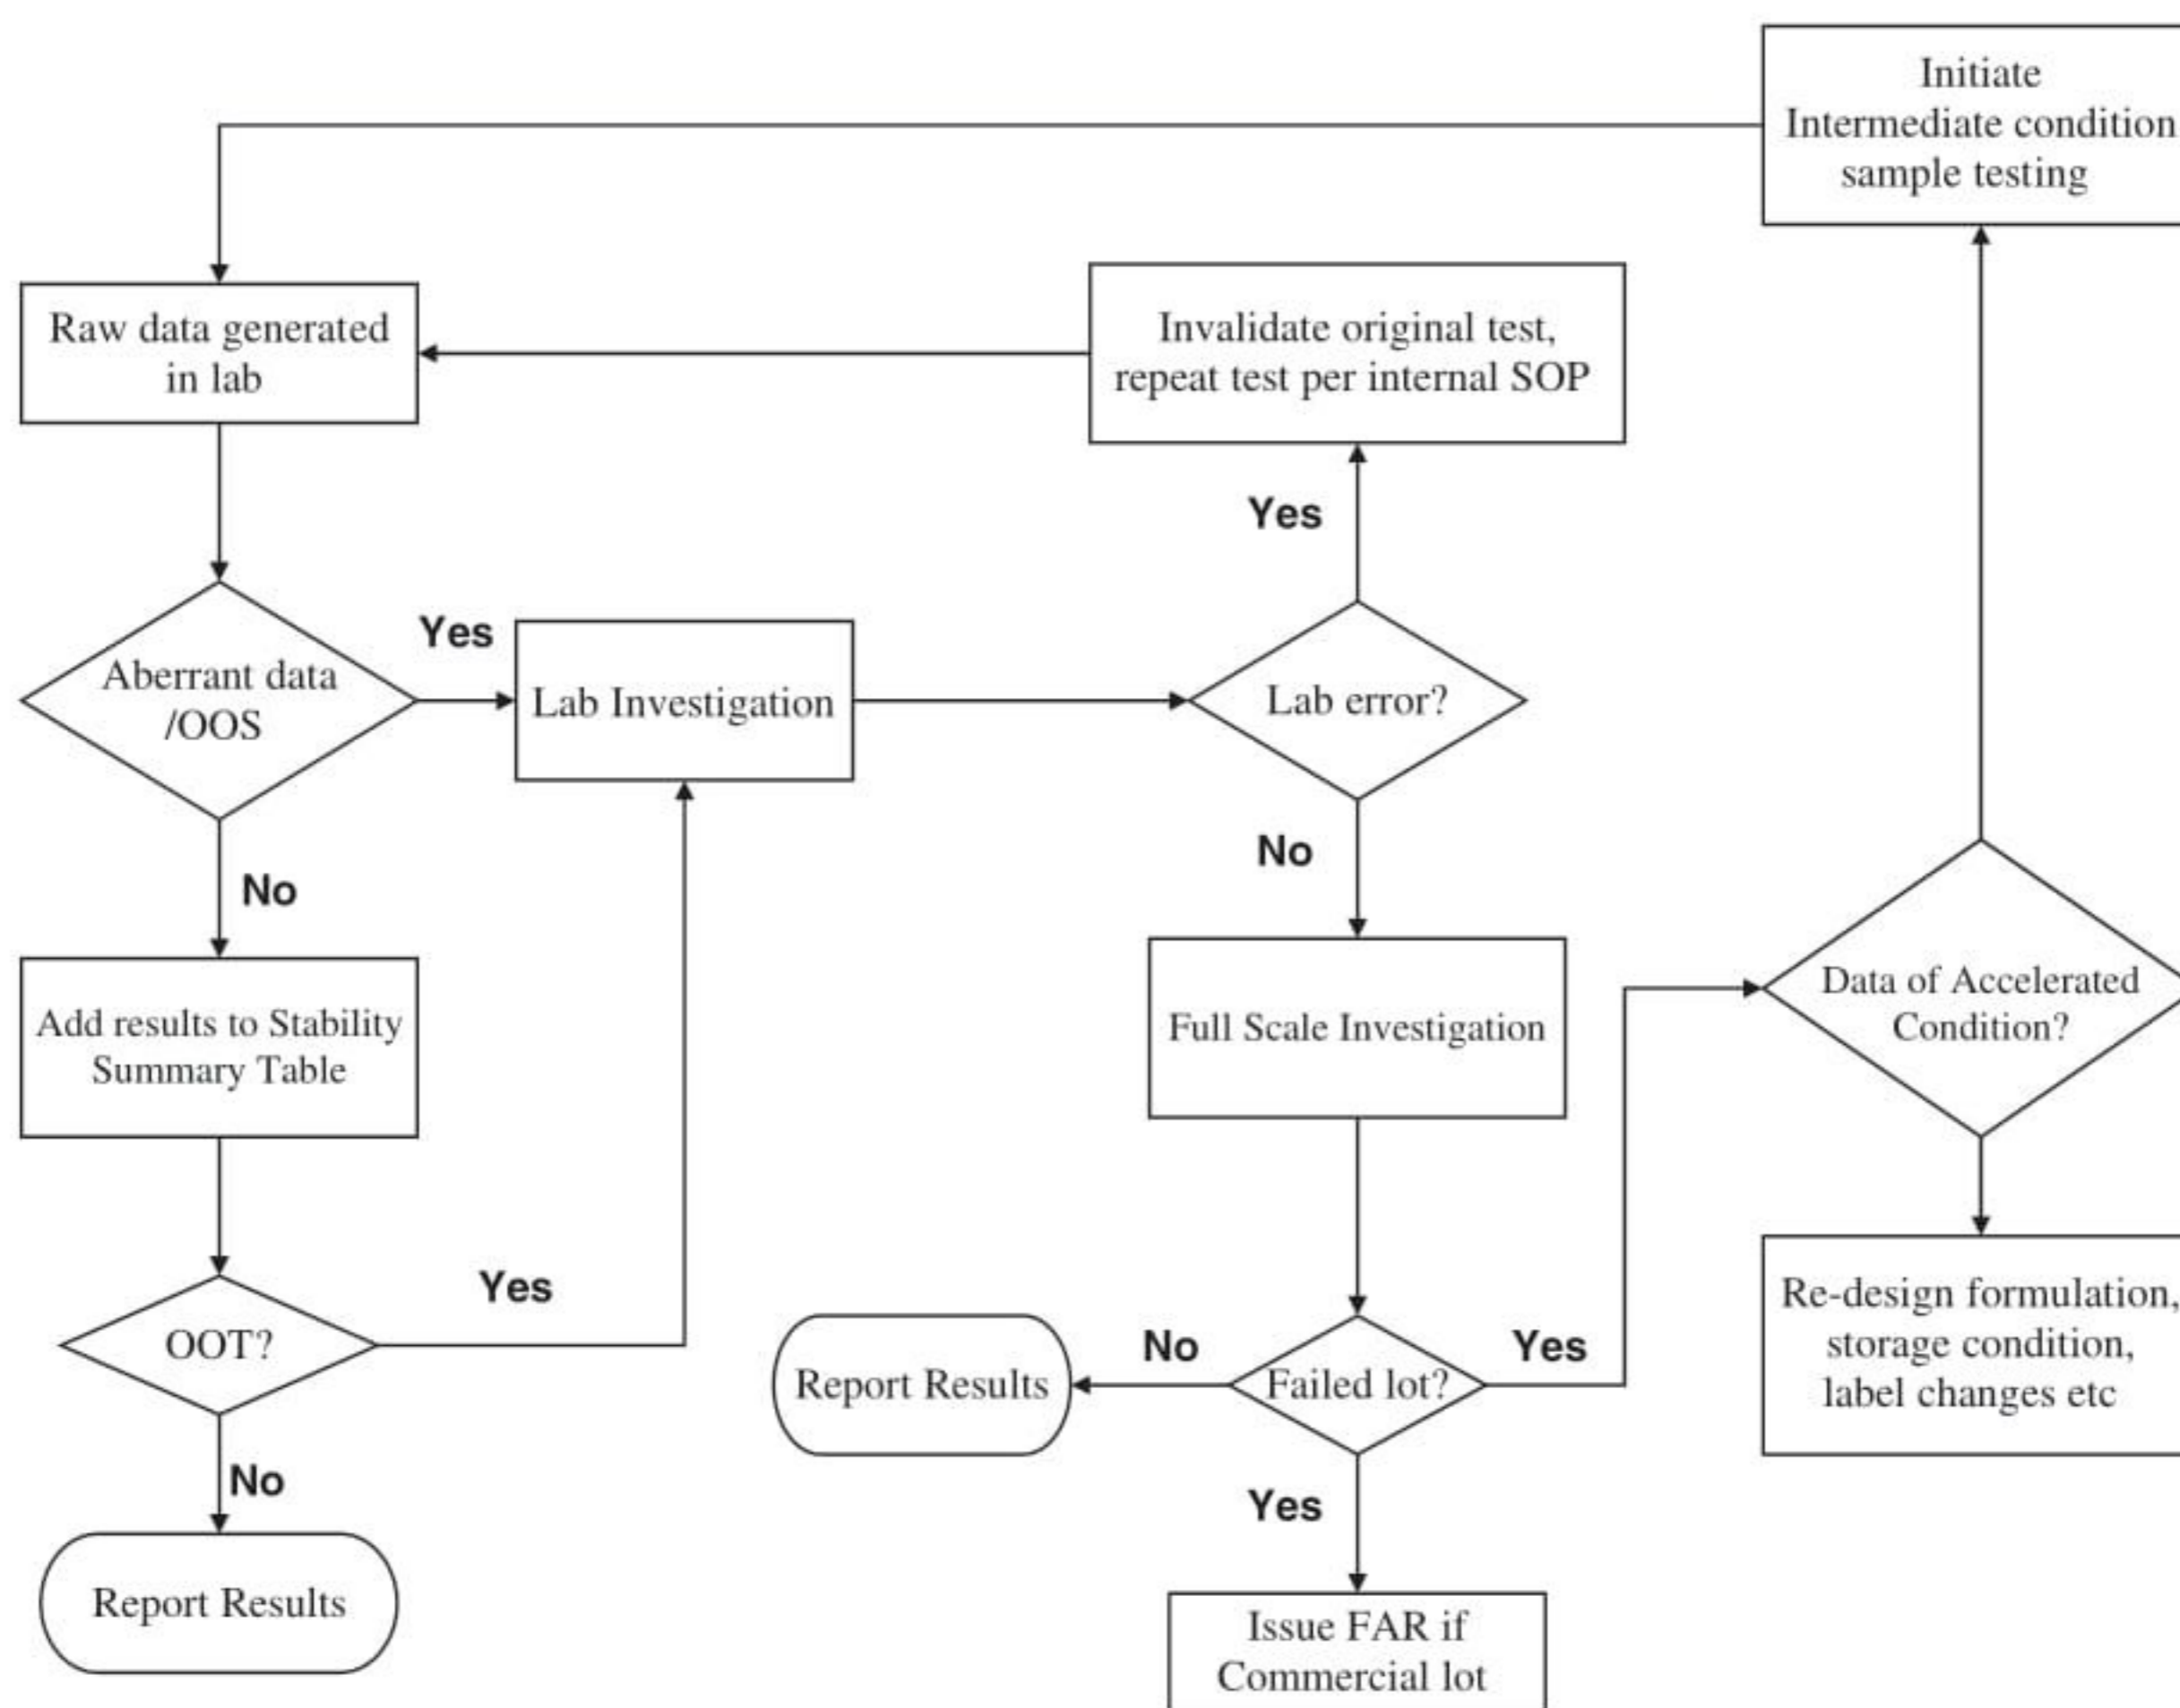 Initiate
Intermediate condition
sample testing
Raw data generated
in lab
Invalidate original test,
repeat test per internal SOP
Yes
Aberrant data
/OOS
Yes
Lab Investigation
Lab error?
No
No
Add results to Stability
Summary Table
Full Scale Investigation
Data of Accelerated
Condition?
OOT?
Yes
Report Results
No
Failed lot?
Yes
Re-design formulation,
storage condition,
label changes etc
No
Report Results
Yes
Issue FAR if
Commercial lot